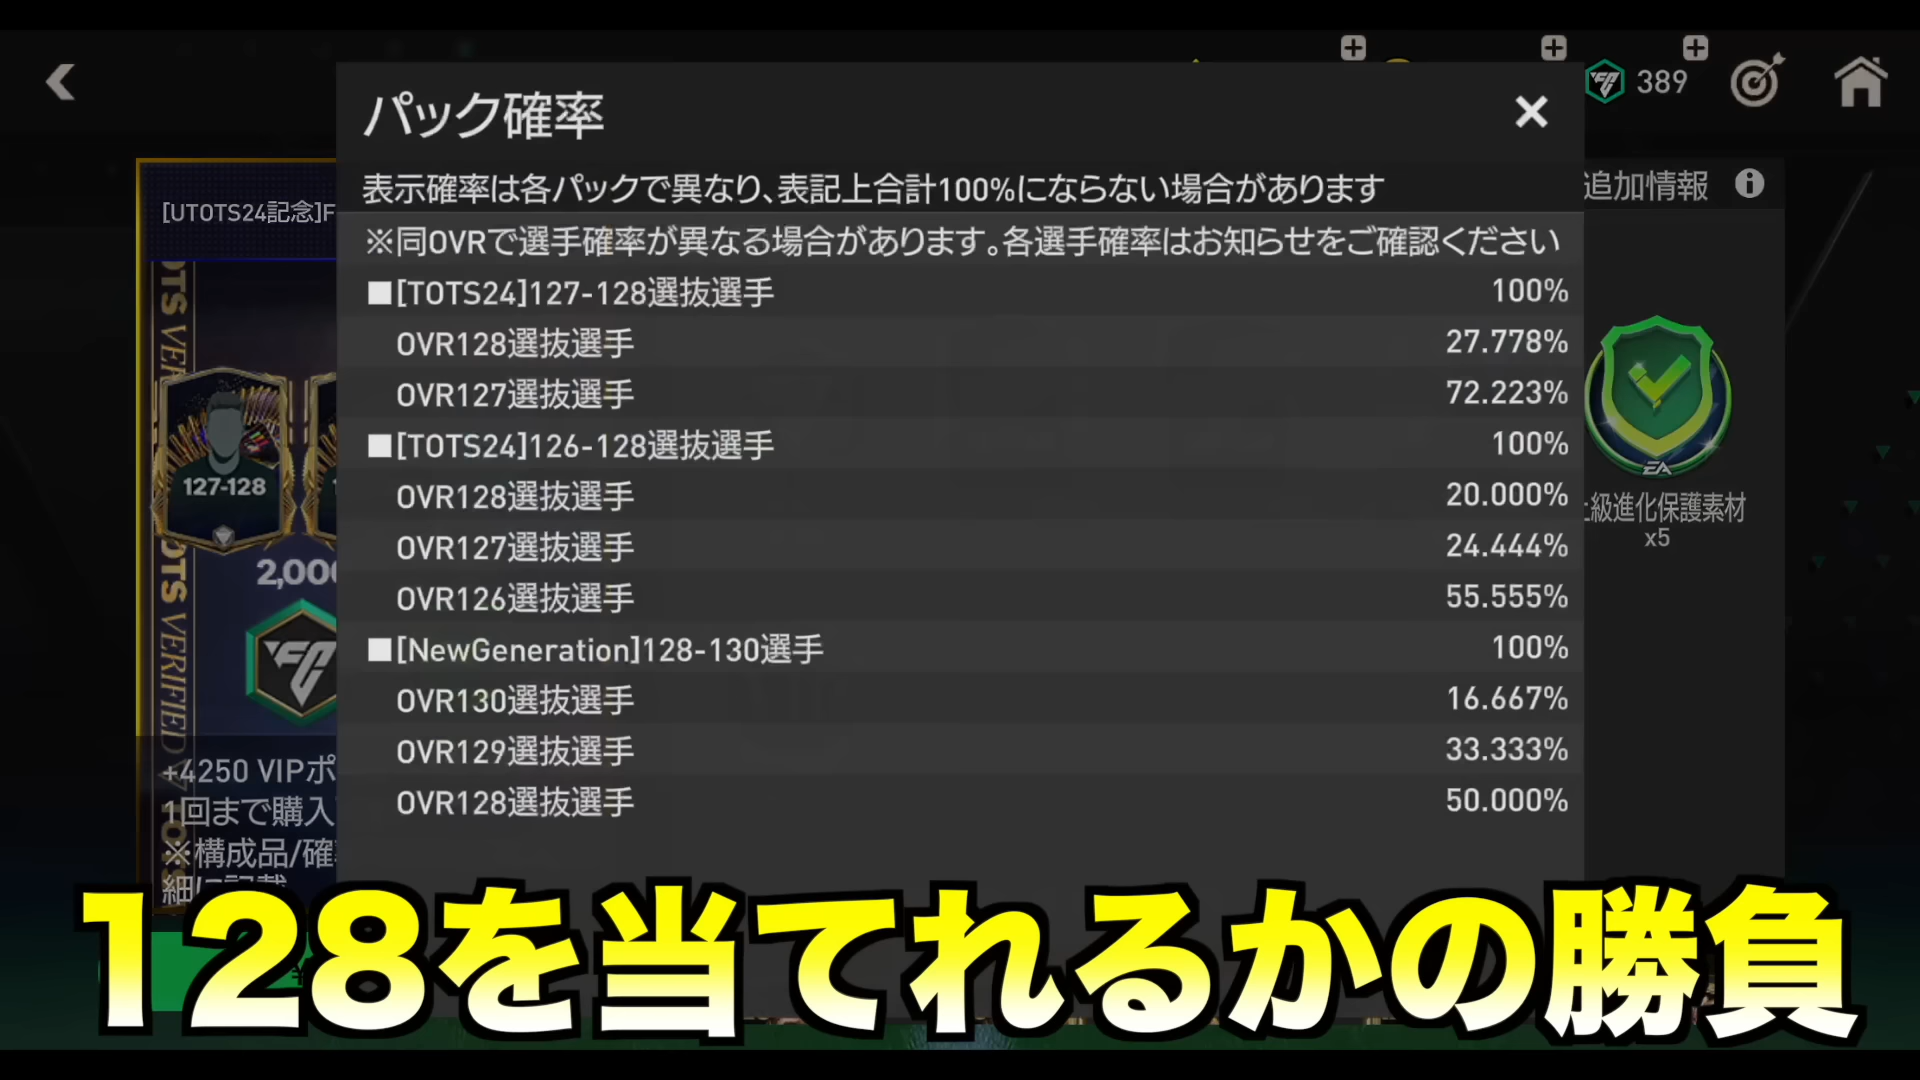 389
パック確率
表示確率は各パックで異なり、表記上合計100%にならない場合があります
追加情報
[UTOTS24記念]F
※同OVRで選手確率が異なる場合があります。各選手確率はお知らせをご確認ください
■[TOTS24]127-128選抜選手 100%
OVR128選抜選手 27.778%
OVR127選抜選手 72.223%
■[TOTS24]126-128選抜選手 100%
OVR128選抜選手 20.000%
OVR127選抜選手 24.444%
OVR126選抜選手 55.555%
■[NewGeneration]128-130選手 100%
OVR130選抜選手 16.667%
OVR129選抜選手 33.333%
OVR128選抜選手 50.000%
127-128
2,000
VERIFIED
EA
級進化保護素材
x5
+4250 VIPポ
1回まで購入
※構成品/確
128を当てれるかの勝負